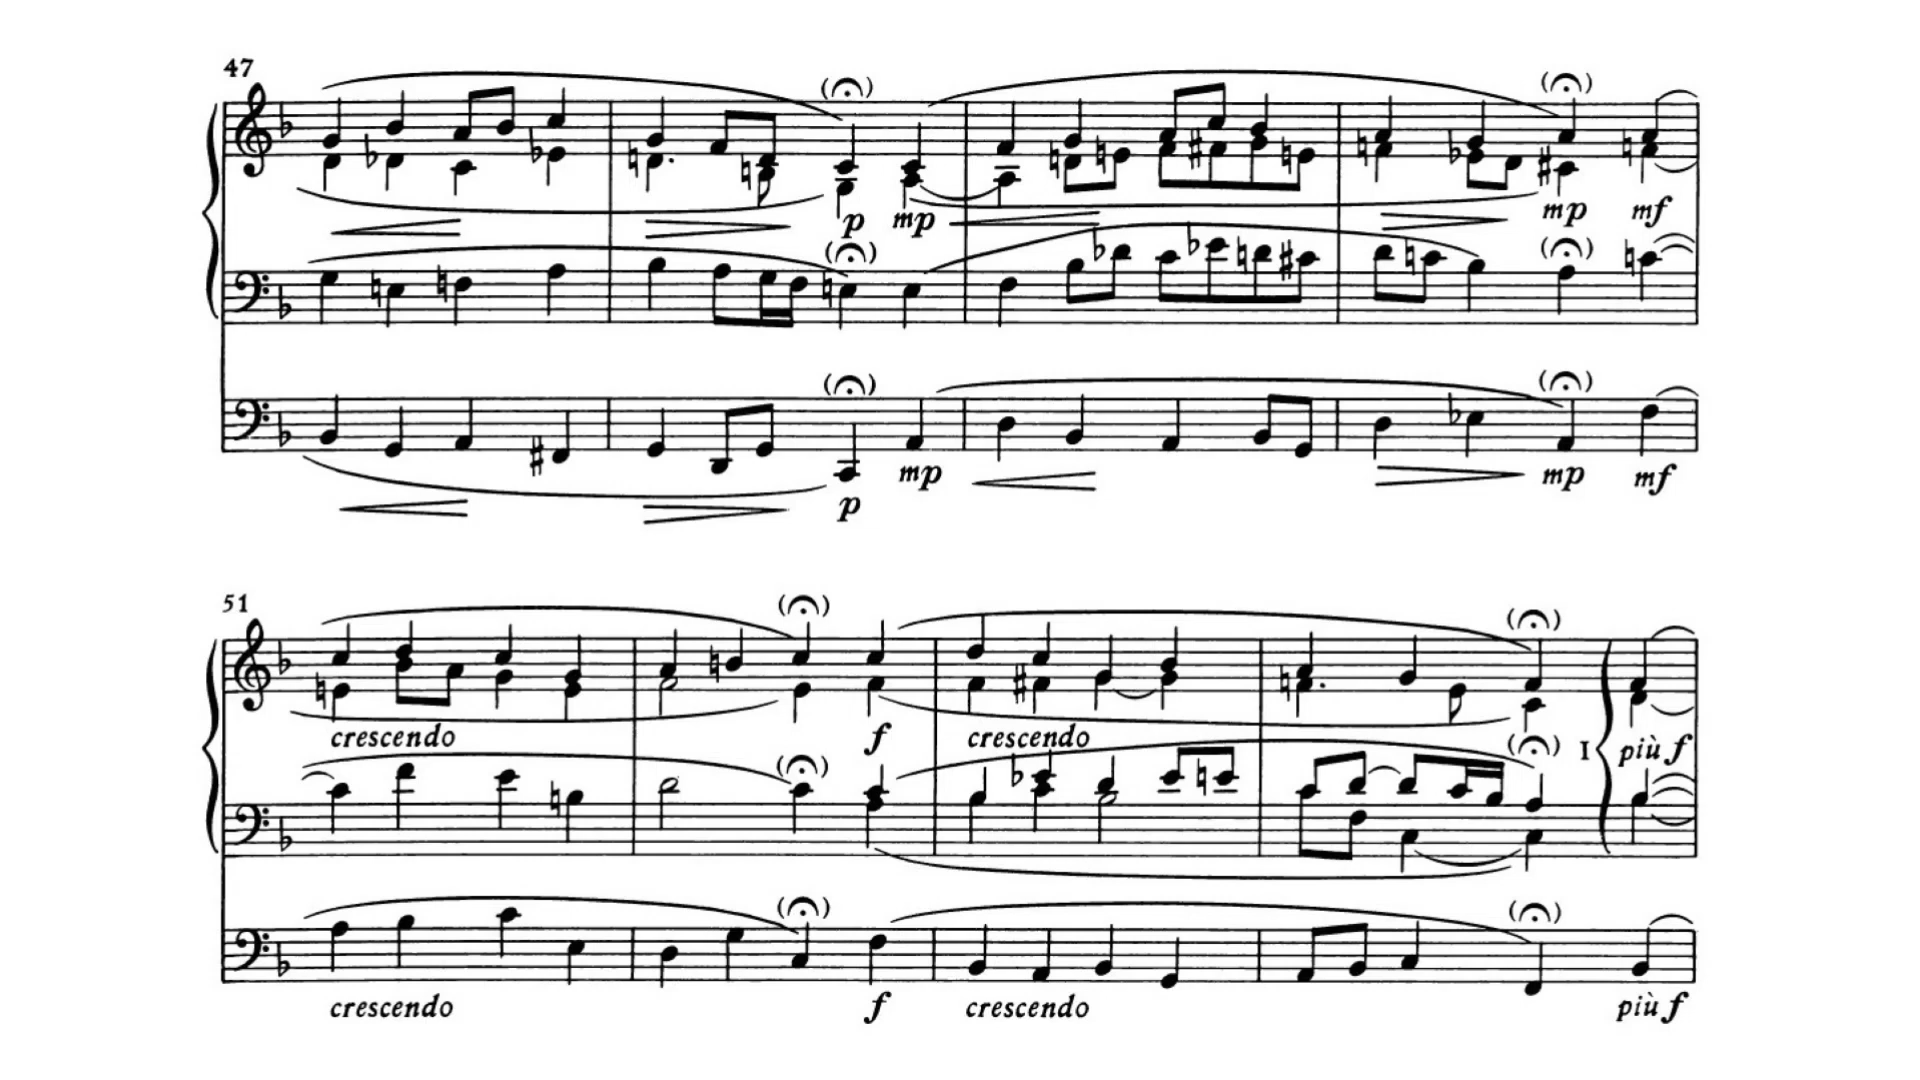 47
p mp mp mf
mp p mp mf
51
crescendo f crescendo
I più f
crescendo f crescendo più f